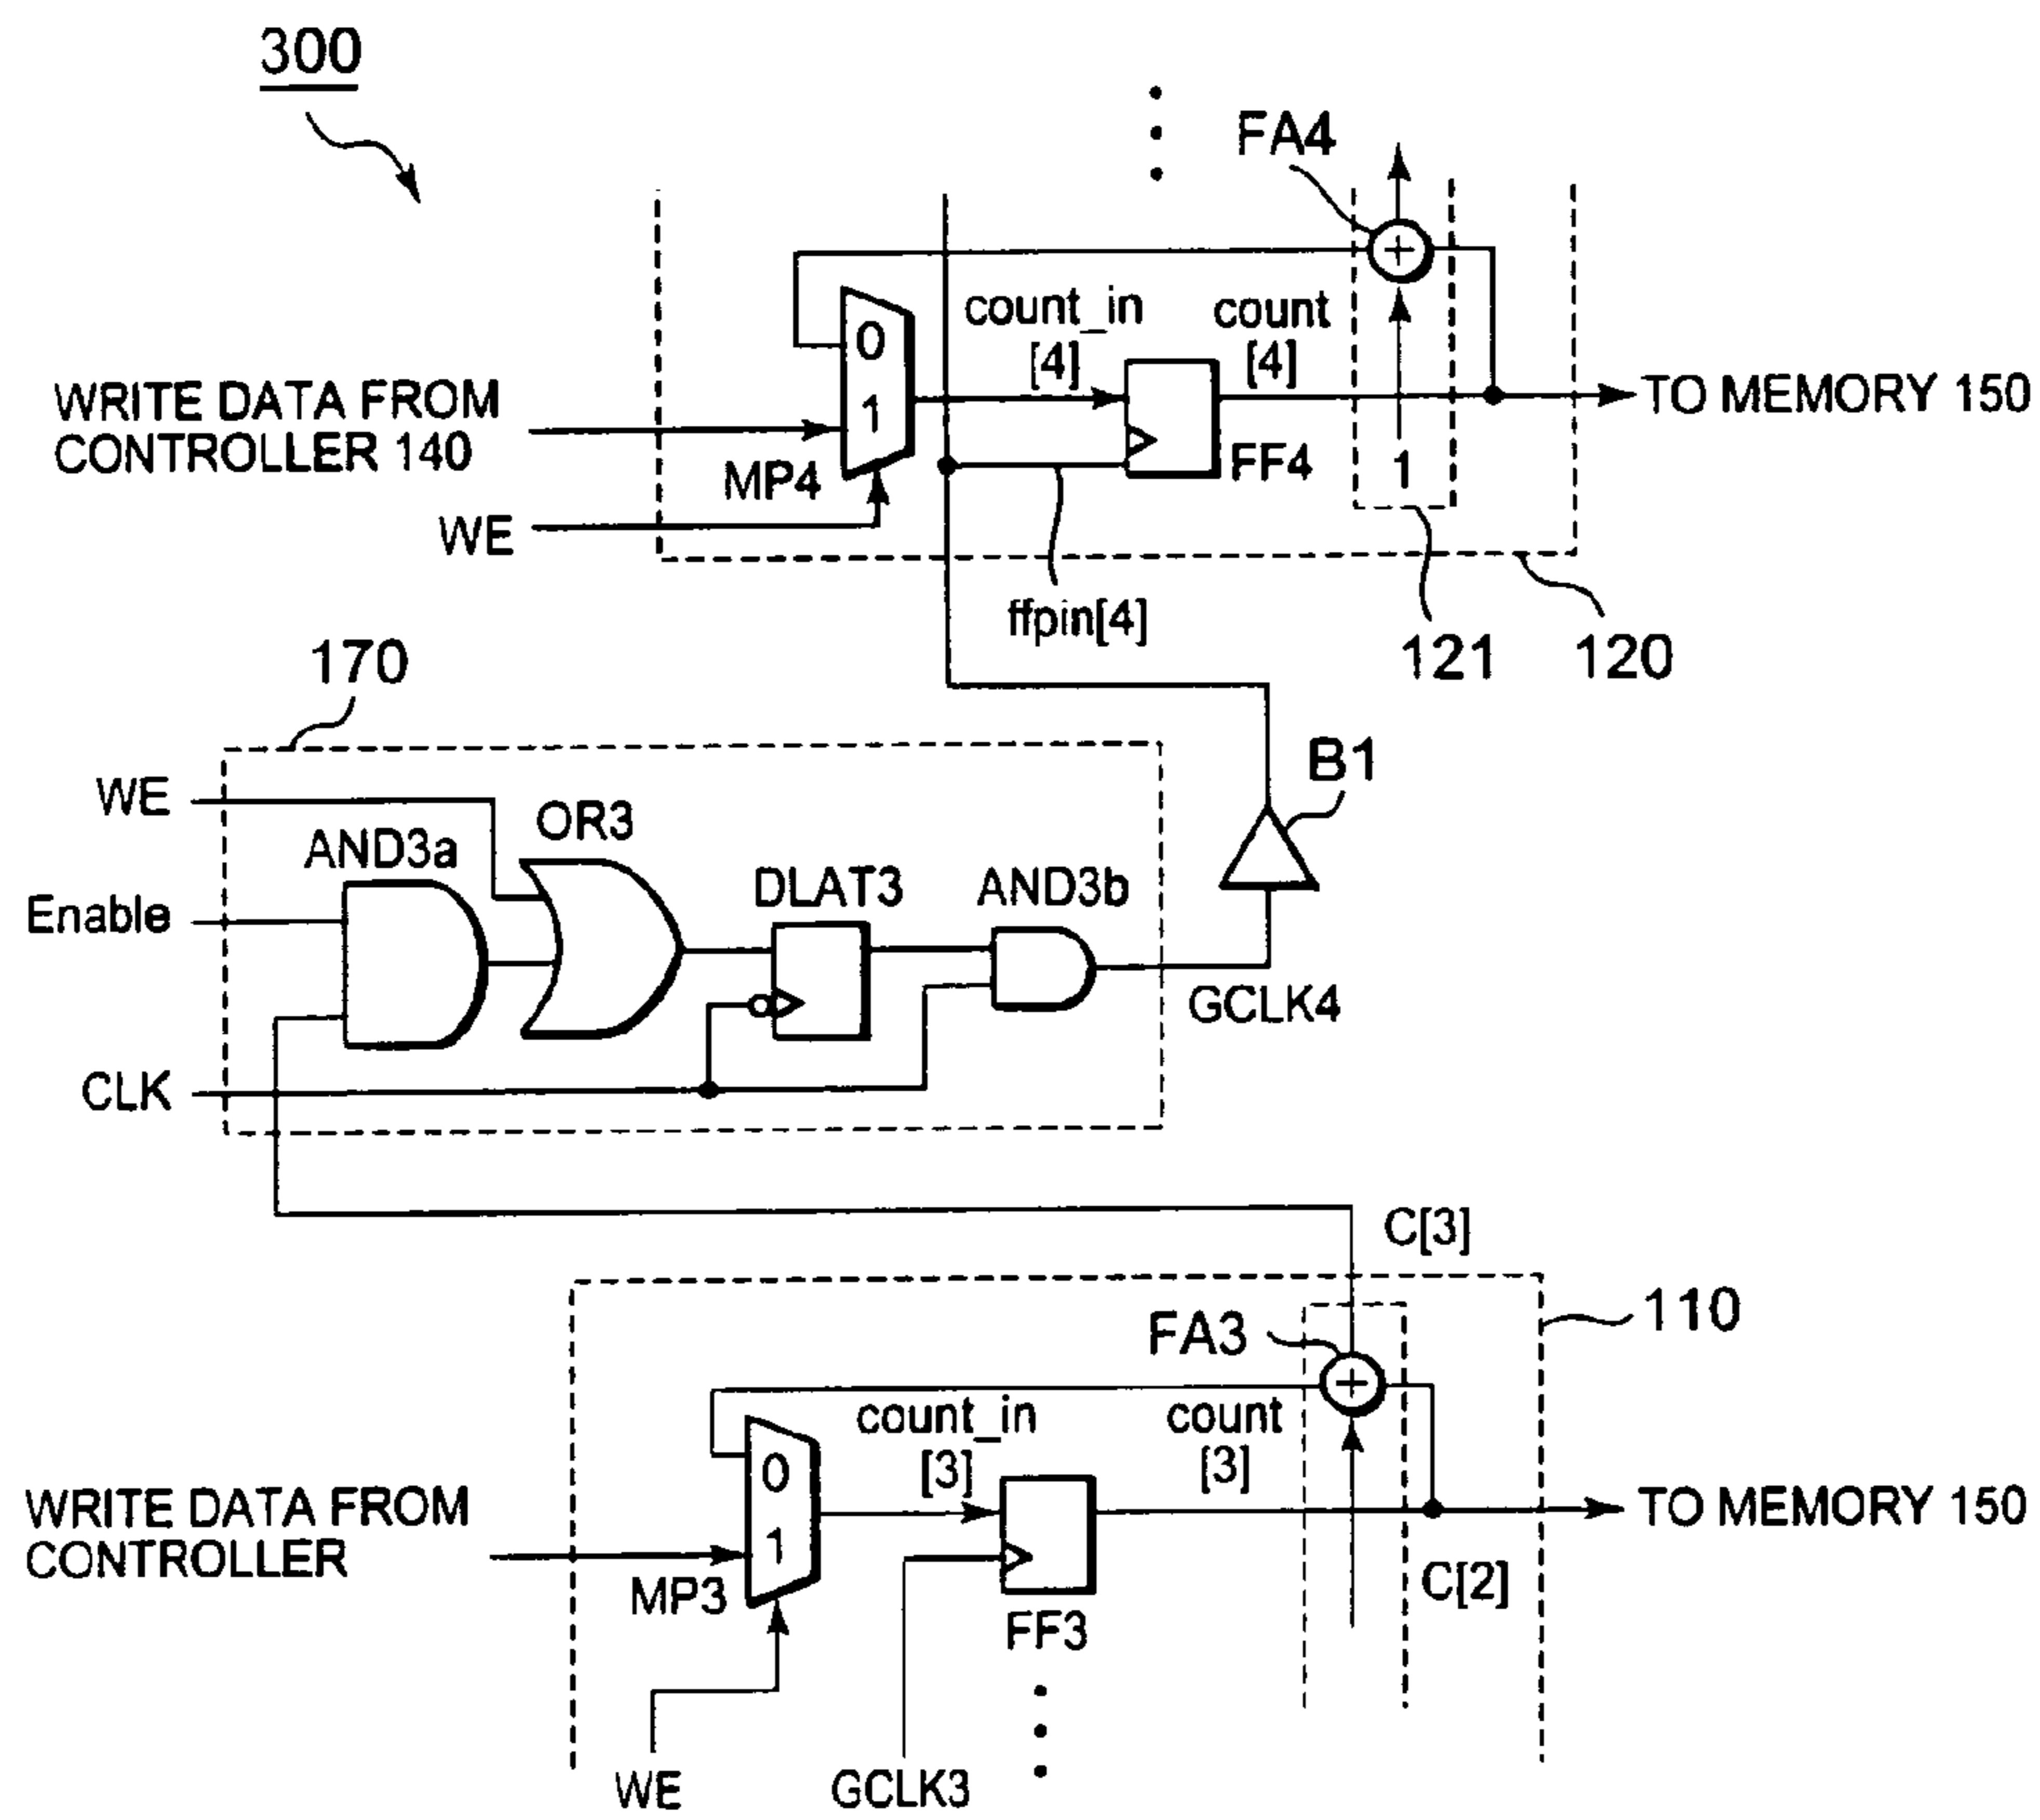 300
FA4
0
1
count_in
[4]
count
[4]
WRITE DATA FROM
CONTROLLER 140
TO MEMORY 150
MP4
FF4
1
WE
ffpin[4]
121
120
170
B1
WE
OR3
AND3a
DLAT3
AND3b
Enable
GCLK4
CLK
C[3]
110
FA3
count_in
[3]
count
[3]
0
1
WRITE DATA FROM
CONTROLLER
TO MEMORY 150
MP3
C[2]
FF3
WE
GCLK3